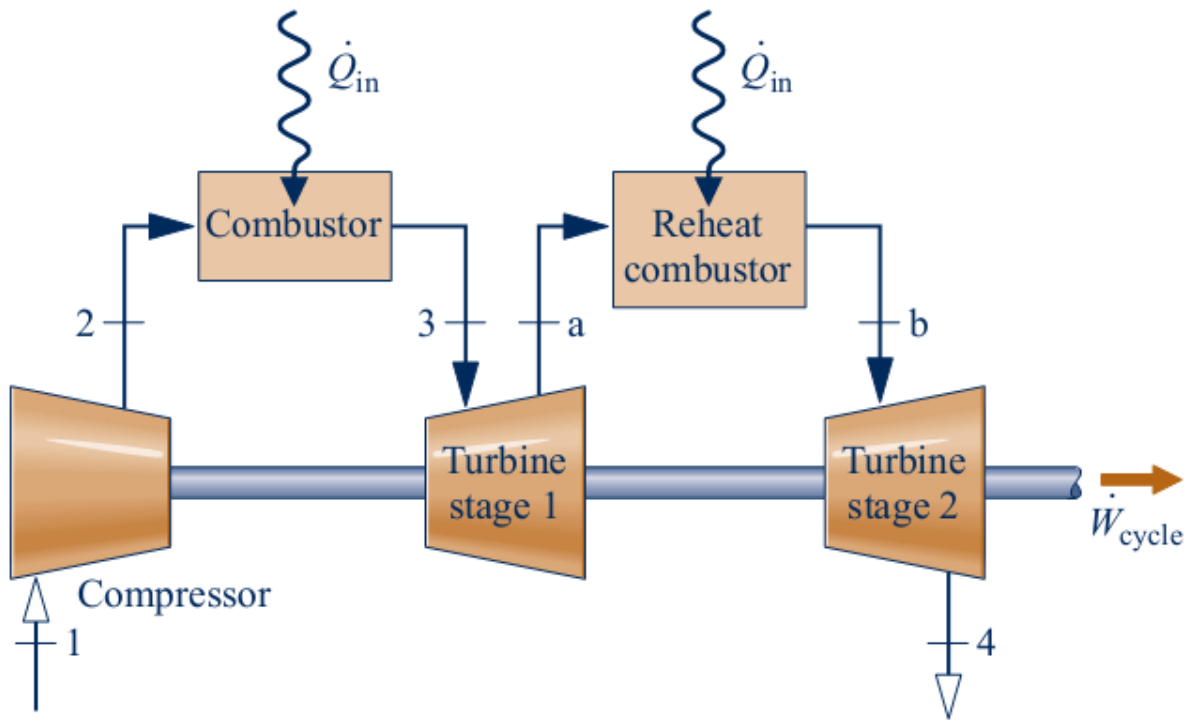 Q̇in
Q̇in
Combustor
Reheat
combustor
2
3
a
b
Turbine
stage 1
Turbine
stage 2
Ẇcycle
Compressor
1
4